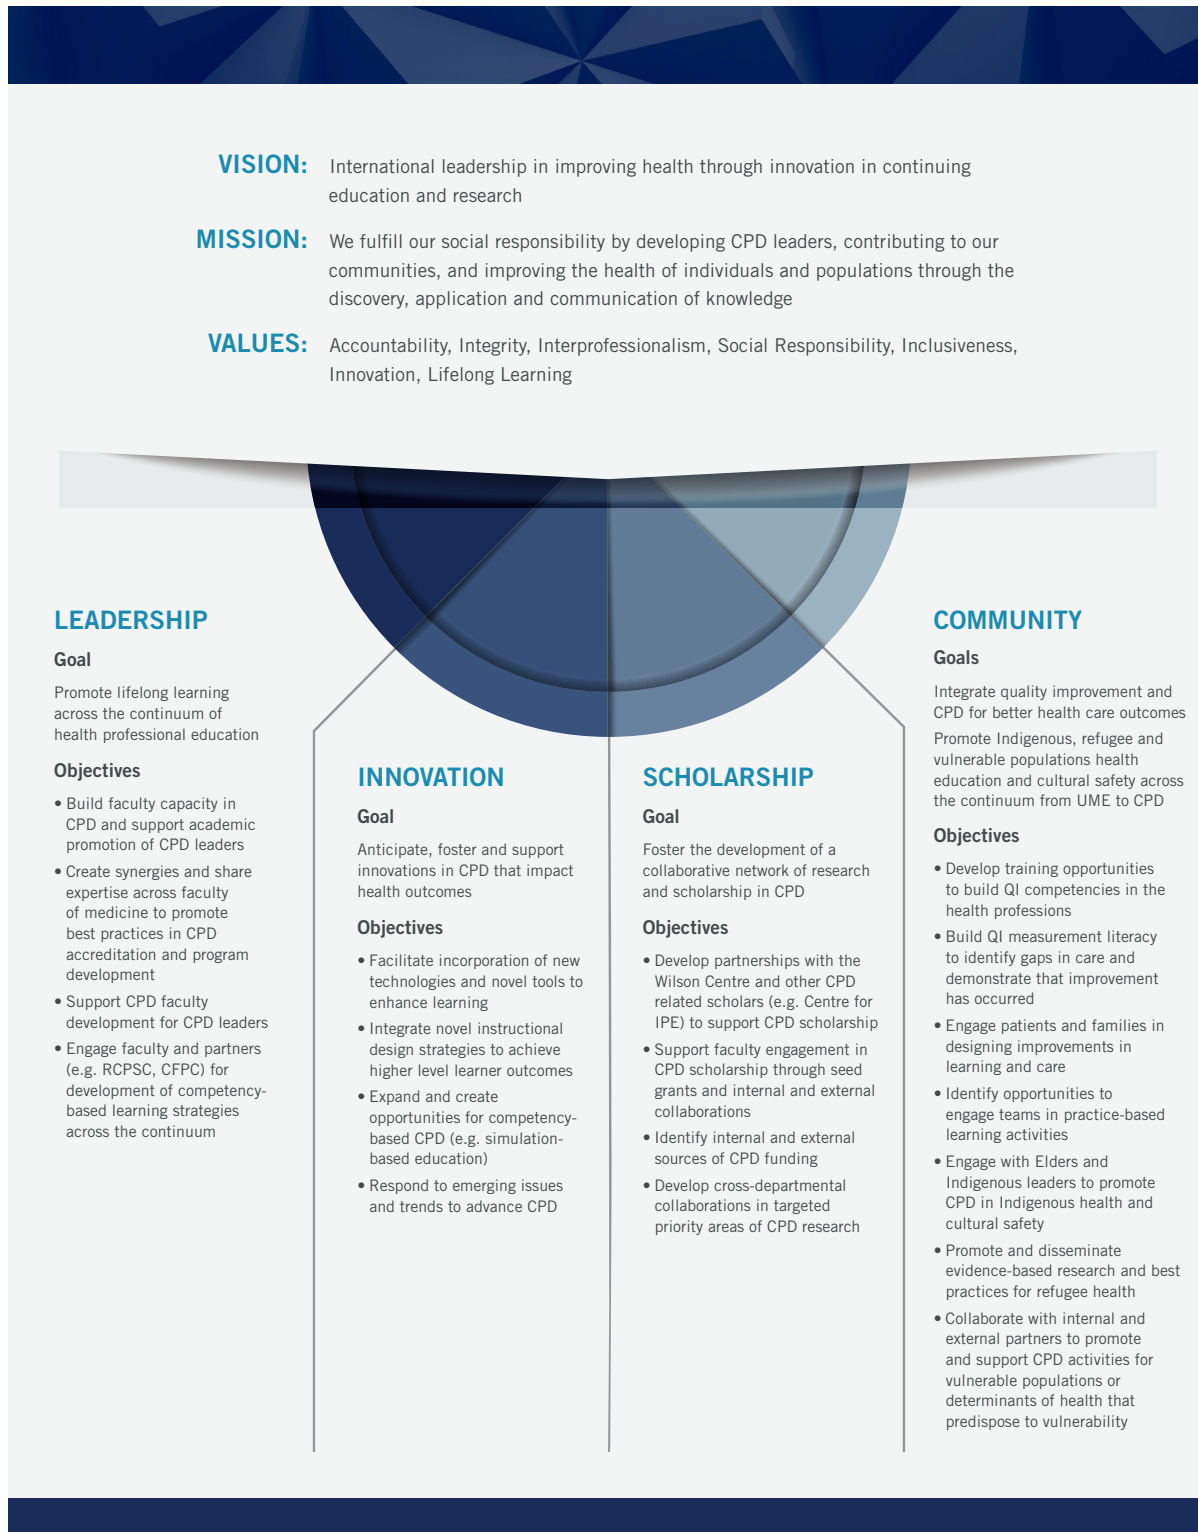 VISION: International leadership in improving health through innovation in continuing
education and research
MISSION: We fulfill our social responsibility by developing CPD leaders, contributing to our
communities, and improving the health of individuals and populations through the
discovery, application and communication of knowledge
VALUES: Accountability, Integrity, Interprofessionalism, Social Responsibility, Inclusiveness,
Innovation, Lifelong Learning
LEADERSHIP
Goal
Promote lifelong learning
across the continuum of
health professional education
Objectives
• Build faculty capacity in
CPD and support academic
promotion of CPD leaders
• Create synergies and share
expertise across faculty
of medicine to promote
best practices in CPD
accreditation and program
development
• Support CPD faculty
development for CPD leaders
• Engage faculty and partners
(e.g. RCPSC, CFPC) for
development of competency-
based learning strategies
across the continuum
INNOVATION
Goal
Anticipate, foster and support
innovations in CPD that impact
health outcomes
Objectives
• Facilitate incorporation of new
technologies and novel tools to
enhance learning
• Integrate novel instructional
design strategies to achieve
higher level learner outcomes
• Expand and create
opportunities for competency-
based CPD (e.g. simulation-
based education)
• Respond to emerging issues
and trends to advance CPD
SCHOLARSHIP
Goal
Foster the development of a
collaborative network of research
and scholarship in CPD
Objectives
• Develop partnerships with the
Wilson Centre and other CPD
related scholars (e.g. Centre for
IPE) to support CPD scholarship
• Support faculty engagement in
CPD scholarship through seed
grants and internal and external
collaborations
• Identify internal and external
sources of CPD funding
• Develop cross-departmental
collaborations in targeted
priority areas of CPD research
COMMUNITY
Goals
Integrate quality improvement and
CPD for better health care outcomes
Promote Indigenous, refugee and
vulnerable populations health
education and cultural safety across
the continuum from UME to CPD
Objectives
• Develop training opportunities
to build QI competencies in the
health professions
• Build QI measurement literacy
to identify gaps in care and
demonstrate that improvement
has occurred
• Engage patients and families in
designing improvements in
learning and care
• Identify opportunities to
engage teams in practice-based
learning activities
• Engage with Elders and
Indigenous leaders to promote
CPD in Indigenous health and
cultural safety
• Promote and disseminate
evidence-based research and best
practices for refugee health
• Collaborate with internal and
external partners to promote
and support CPD activities for
vulnerable populations or
determinants of health that
predispose to vulnerability